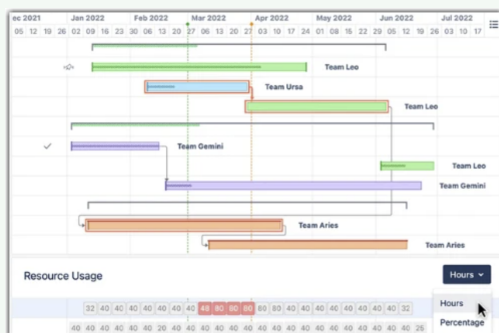 ec 2021 Jan 2022 Feb 2022 Mar 2022 Apr 2022 May 2022 Jun 2022 Jul 2022
05 12 19 26 02 09 16 23 30 06 13 20 27 06 13 20 27 03 10 17 24 01 08 15 22 29 05 12 19 26 03 10 17
Team Leo
Team Ursa
Team Leo
Team Gemini
Team Leo
Team Gemini
Team Aries
Team Aries
Resource Usage
Hours
32 40 40 40 40 40 40 48 80 80 80 60 80 40 40 40 40 40 40 40 40 40 32
Hours
40 40 40 40 40 40 40 40 40 40 40 40 40 40 40 40 40 40
Percentage